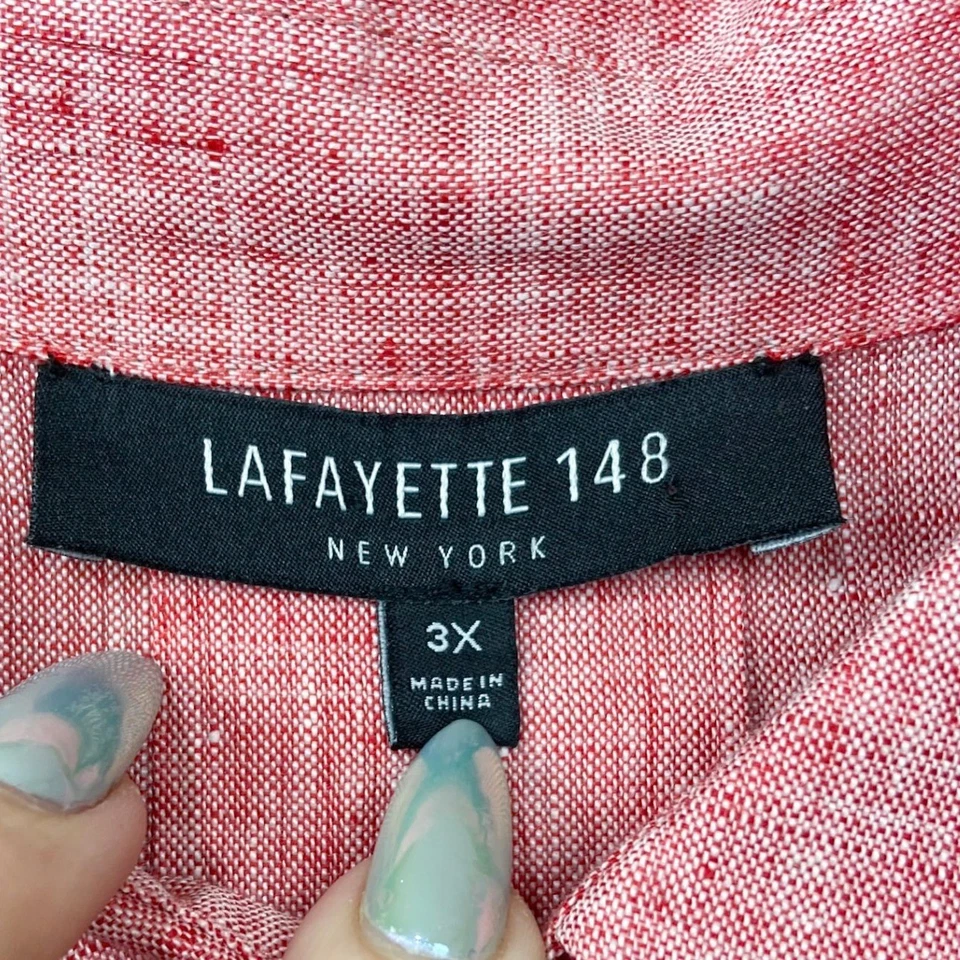 LAFAYETTE 148
NEW YORK
3X
MADE IN
CHINA